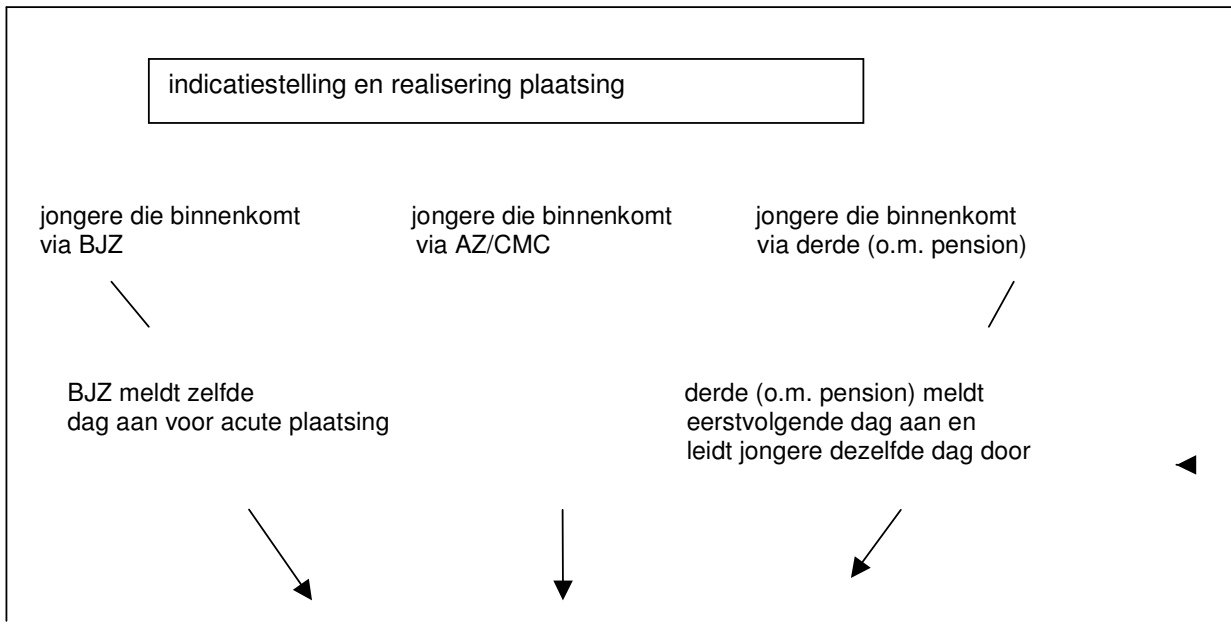 indicatiestelling en realisering plaatsing
jongere die binnenkomt
via BJZ
jongere die binnenkomt
via AZ/CMC
jongere die binnenkomt
via derde (o.m. pension)
BJZ meldt zelfde
dag aan voor acute plaatsing
derde (o.m. pension) meldt
eerstvolgende dag aan en
leidt jongere dezelfde dag door